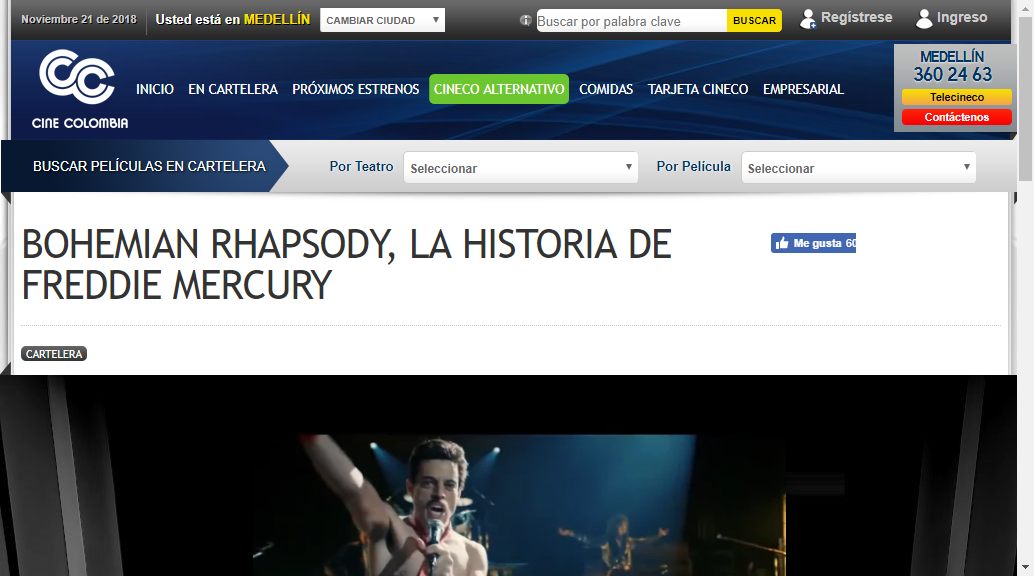 Noviembre 21 de 2018
Usted está en MEDELLÍN
CAMBIAR CIUDAD
Buscar por palabra clave
BUSCAR
Regístrese
Ingreso
CINE COLOMBIA
INICIO
EN CARTELERA
PRÓXIMOS ESTRENOS
CINECO ALTERNATIVO
COMIDAS
TARJETA CINECO
EMPRESARIAL
MEDELLÍN
360 24 63
Telecineco
Contáctenos
BUSCAR PELÍCULAS EN CARTELERA
Por Teatro
Seleccionar
Por Película
Seleccionar
BOHEMIAN RHAPSODY, LA HISTORIA DE
FREDDIE MERCURY
Me gusta 60
CARTELERA